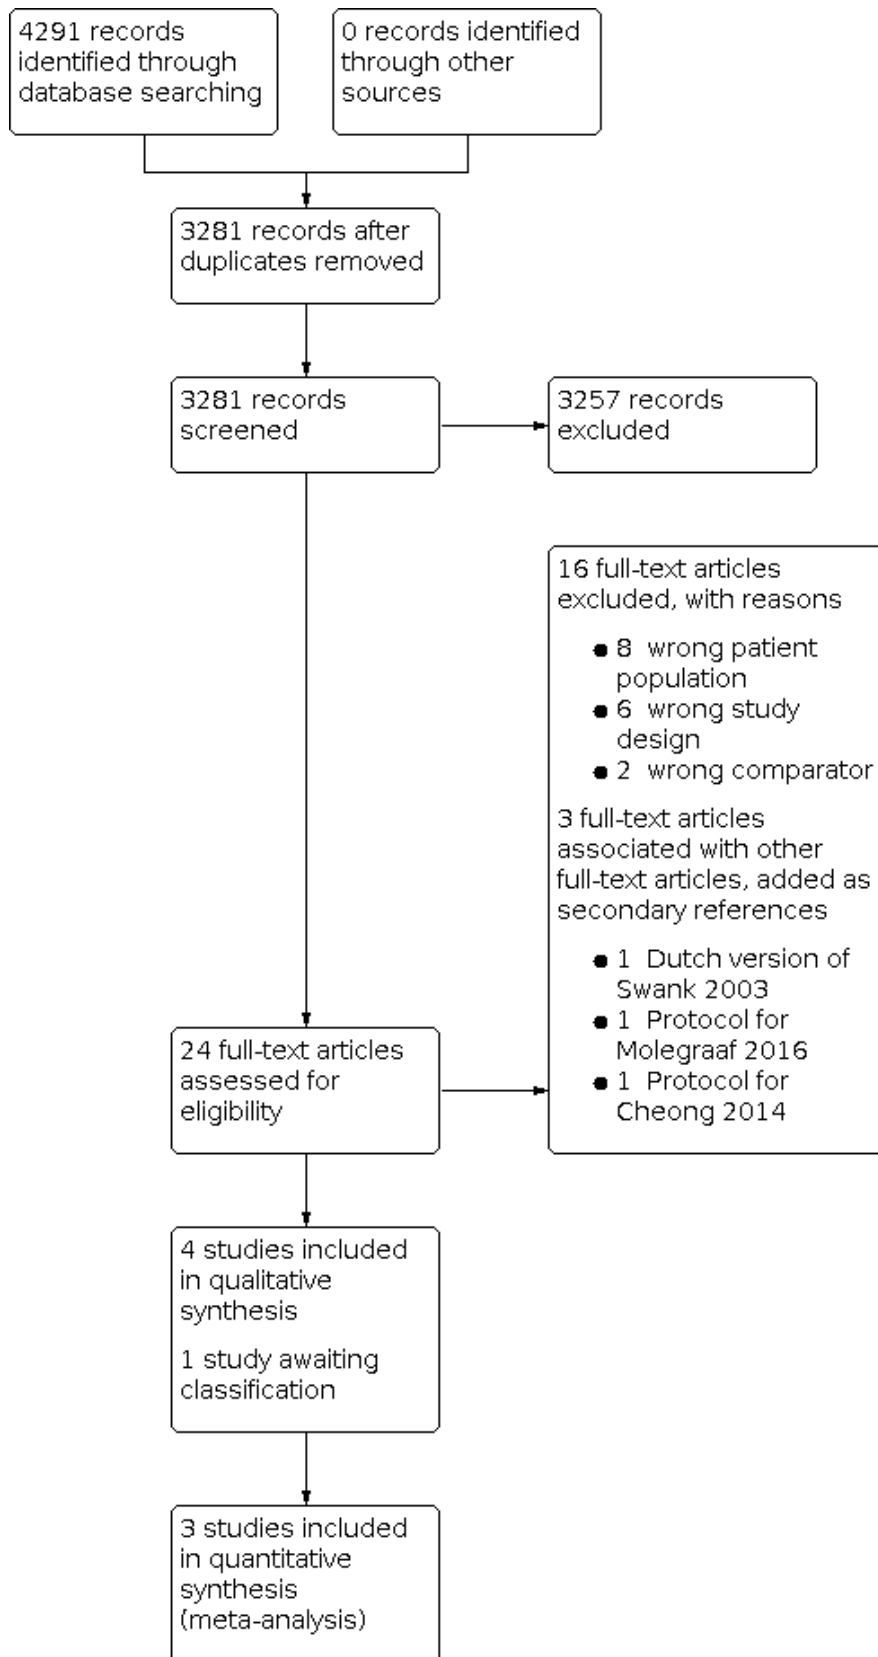 4291 records
identified through
database searching
0 records identified
through other
sources
3281 records after
duplicates removed
3281 records
screened
3257 records
excluded
16 full-text articles
excluded, with reasons
● 8 wrong patient
population
● 6 wrong study
design
● 2 wrong comparator
3 full-text articles
associated with other
full-text articles, added as
secondary references
● 1 Dutch version of
Swank 2003
● 1 Protocol for
Molegraaf 2016
● 1 Protocol for
Cheong 2014
24 full-text articles
assessed for
eligibility
4 studies included
in qualitative
synthesis
1 study awaiting
classification
3 studies included
in quantitative
synthesis
(meta-analysis)